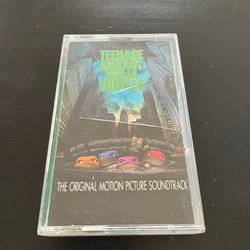 TEENAGE
MUTANT
NINJA
TURTLES
THE ORIGINAL MOTION PICTURE SOUNDTRACK